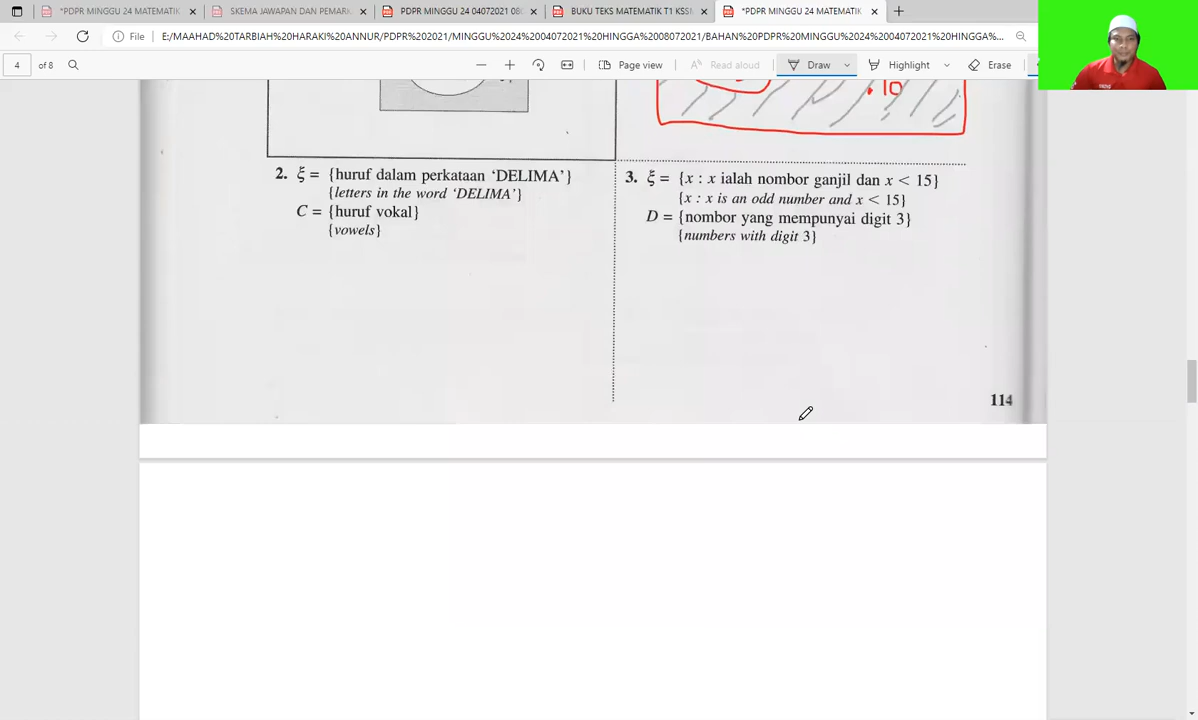 *PDPR MINGGU 24 MATEMATIK
SKEMA JAWAPAN DAN PEMARK
PDPR MINGGU 24 04072021 08
BUKU TEKS MATEMATIK T1 KSSM
*PDPR MINGGU 24 MATEMATIK
File
E:/MAAHAD%20TARBIAH%20HARAKI%20ANNUR/PDPR%202021/MINGGU%2024%2004072021%20HINGGA%2008072021/BAHAN%20PDPR%20MINGGU%2024%2004072021%20HINGGA%...
4 of 8
Page view
Read aloud
Draw
Highlight
Erase
10
2. ξ = {huruf dalam perkataan ‘DELIMA’}
{letters in the word ‘DELIMA’}
C = {huruf vokal}
{vowels}
3. ξ = {x : x ialah nombor ganjil dan x < 15}
{x : x is an odd number and x < 15}
D = {nombor yang mempunyai digit 3}
{numbers with digit 3}
114